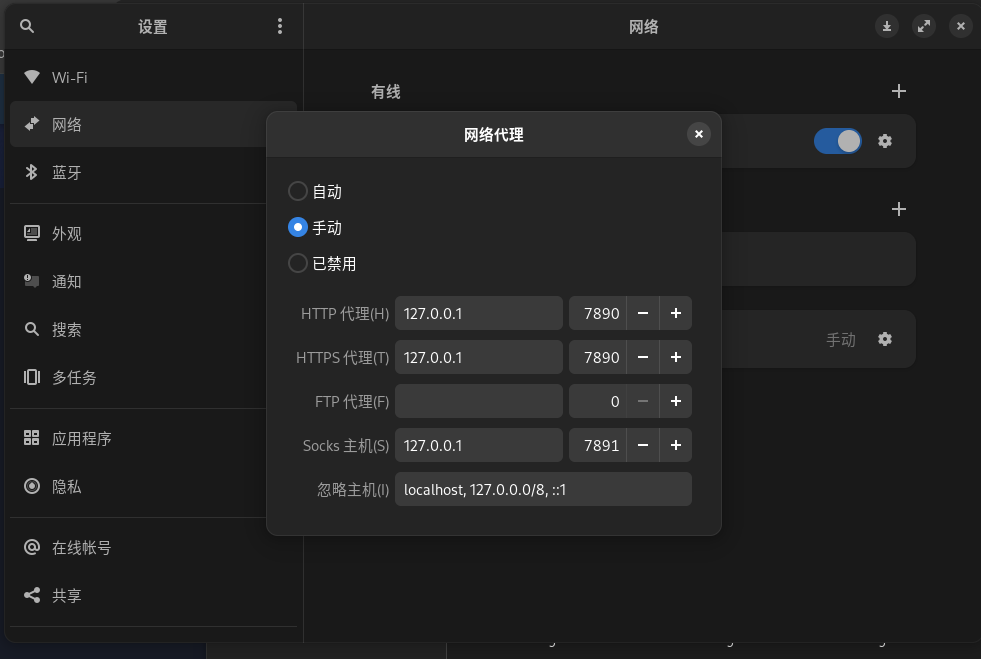 设置
网络
Wi-Fi
网络
蓝牙
外观
通知
搜索
多任务
应用程序
隐私
在线帐号
共享
有线
手动
网络代理
自动
手动
已禁用
HTTP 代理(H) 127.0.0.1 7890 − +
HTTPS 代理(T) 127.0.0.1 7890 − +
FTP 代理(F) 0 − +
Socks 主机(S) 127.0.0.1 7891 − +
忽略主机(I) localhost, 127.0.0.0/8, ::1